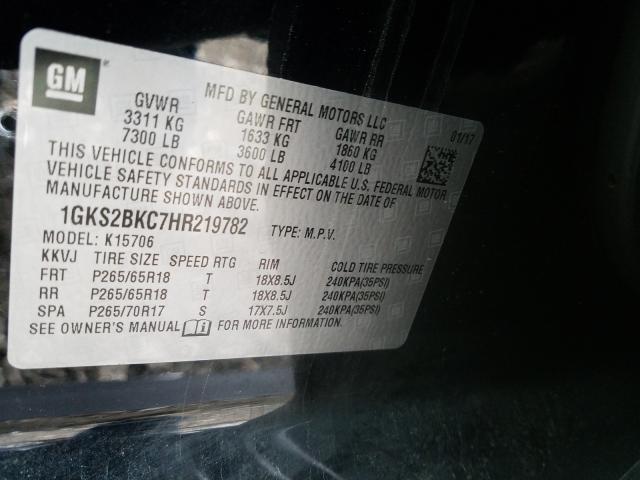 GM
MFD BY GENERAL MOTORS LLC
01/17
GVWR GAWR FRT GAWR RR
3311 KG 1633 KG 1860 KG
7300 LB 3600 LB 4100 LB
THIS VEHICLE CONFORMS TO ALL APPLICABLE U.S. FEDERAL MOTOR
VEHICLE SAFETY STANDARDS IN EFFECT ON THE DATE OF
MANUFACTURE SHOWN ABOVE.
1GKS2BKC7HR219782 TYPE: M.P.V.
MODEL: K15706
KKVJ TIRE SIZE SPEED RTG RIM COLD TIRE PRESSURE
FRT P265/65R18 T 18X8.5J 240KPA(35PSI)
RR P265/65R18 T 18X8.5J 240KPA(35PSI)
SPA P265/70R17 S 17X7.5J 240KPA(35PSI)
SEE OWNER'S MANUAL FOR MORE INFORMATION.